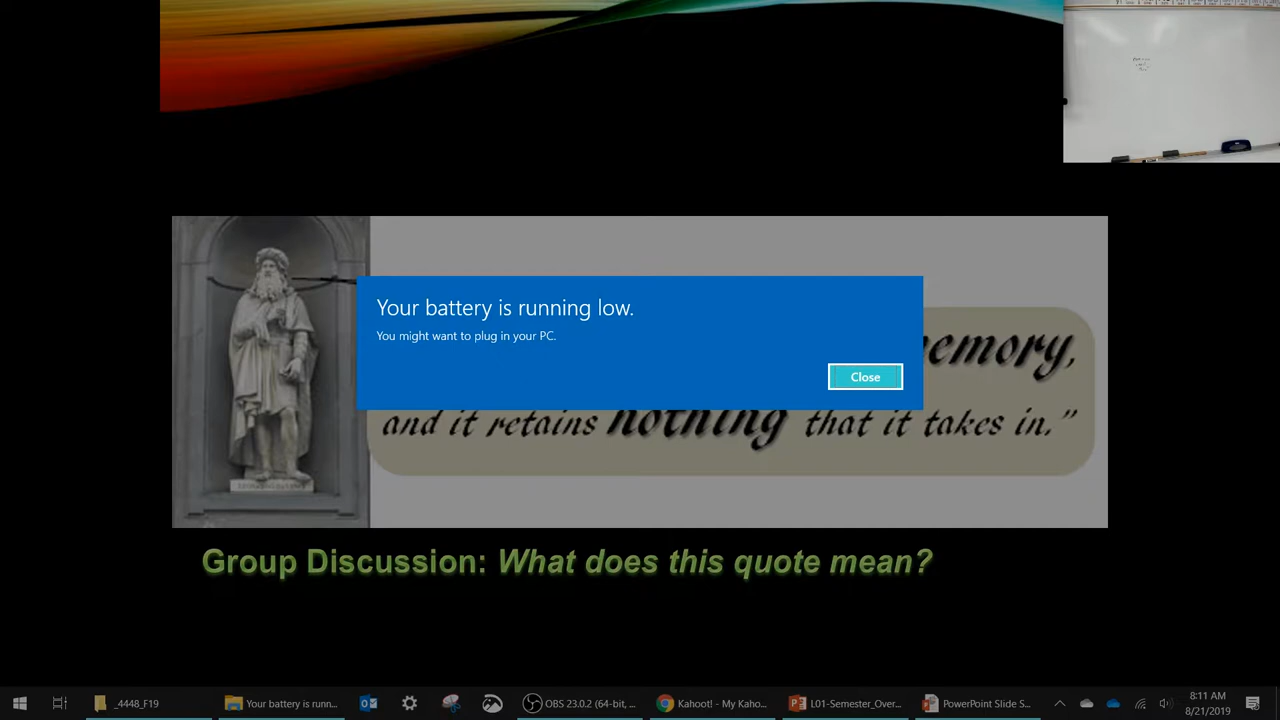 Your battery is running low.
You might want to plug in your PC.
Close
memory,
and it retains nothing that it takes in.”
Group Discussion: What does this quote mean?
_4448_F19
Your battery is runn...
OBS 23.0.2 (64-bit, ...
Kahoot! - My Kaho...
L01-Semester_Over...
PowerPoint Slide S...
8:11 AM
8/21/2019